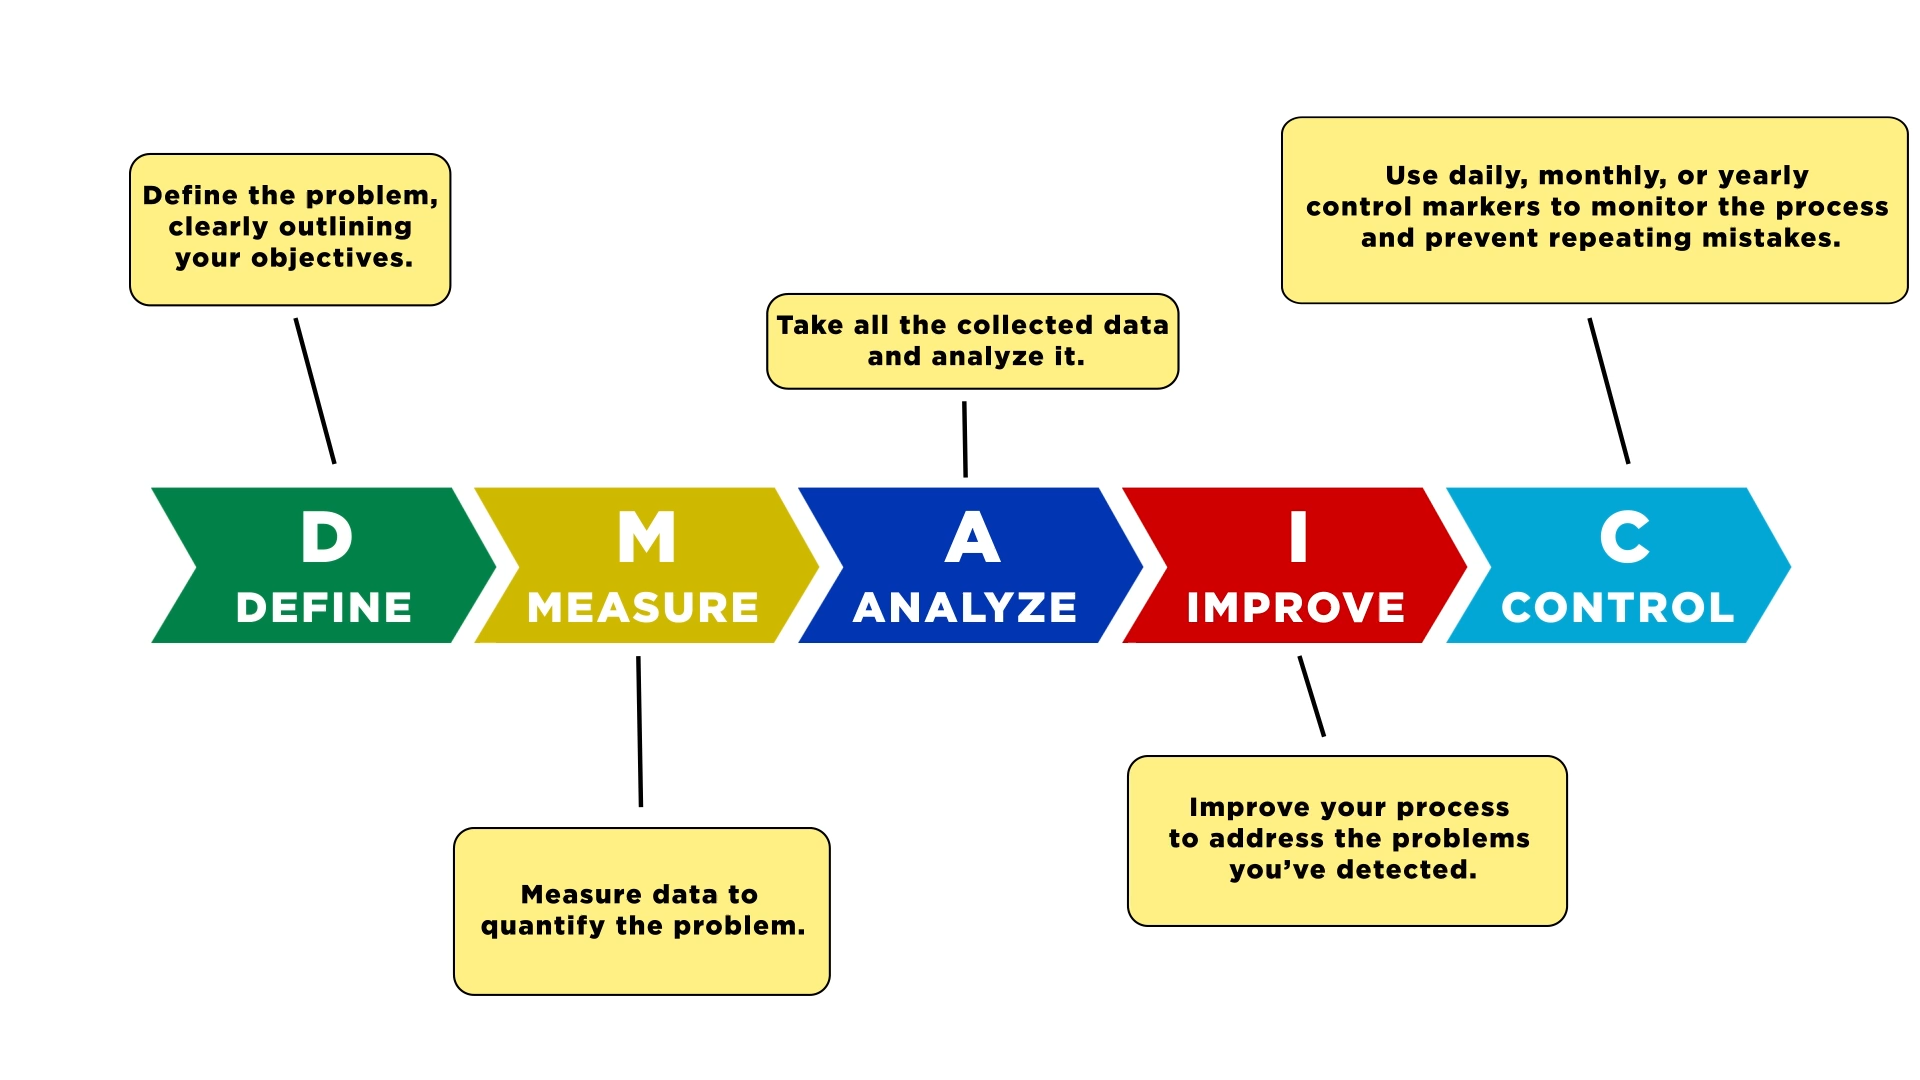 Define the problem,
clearly outlining
your objectives.
Use daily, monthly, or yearly
control markers to monitor the process
and prevent repeating mistakes.
Take all the collected data
and analyze it.
D
DEFINE
M
MEASURE
A
ANALYZE
I
IMPROVE
C
CONTROL
Measure data to
quantify the problem.
Improve your process
to address the problems
you’ve detected.